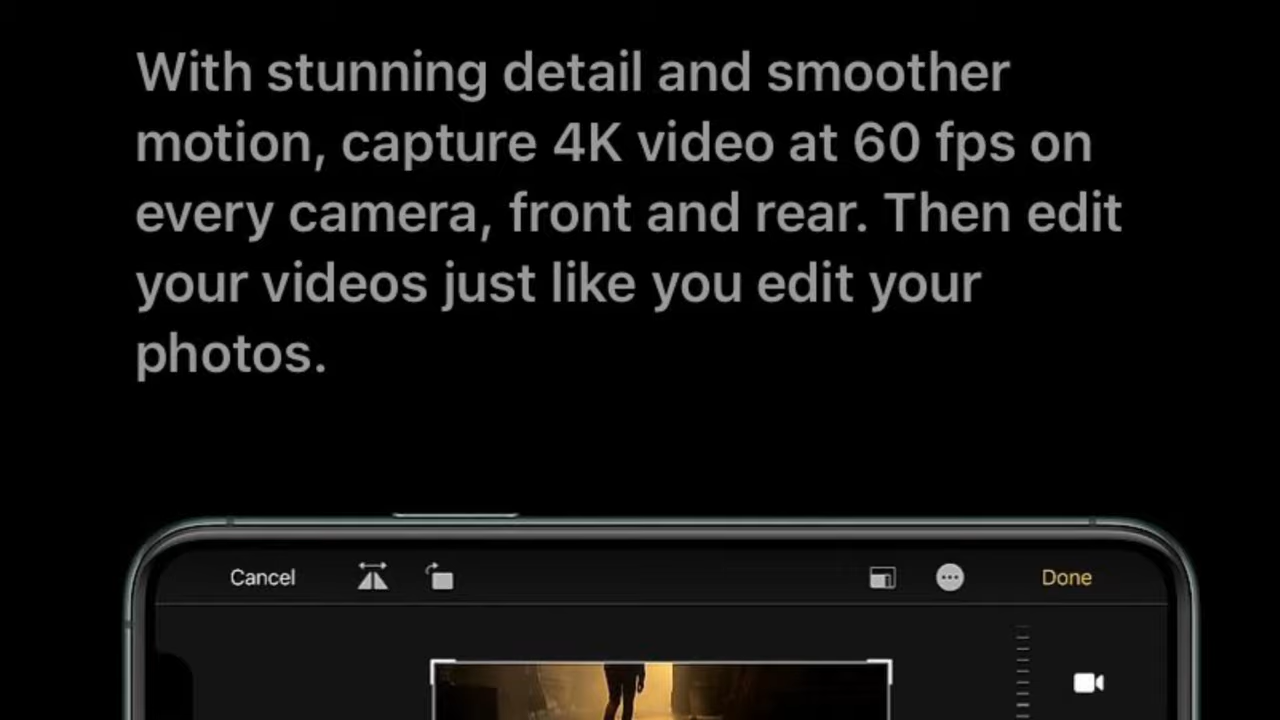 With stunning detail and smoother
motion, capture 4K video at 60 fps on
every camera, front and rear. Then edit
your videos just like you edit your
photos.
Cancel
Done